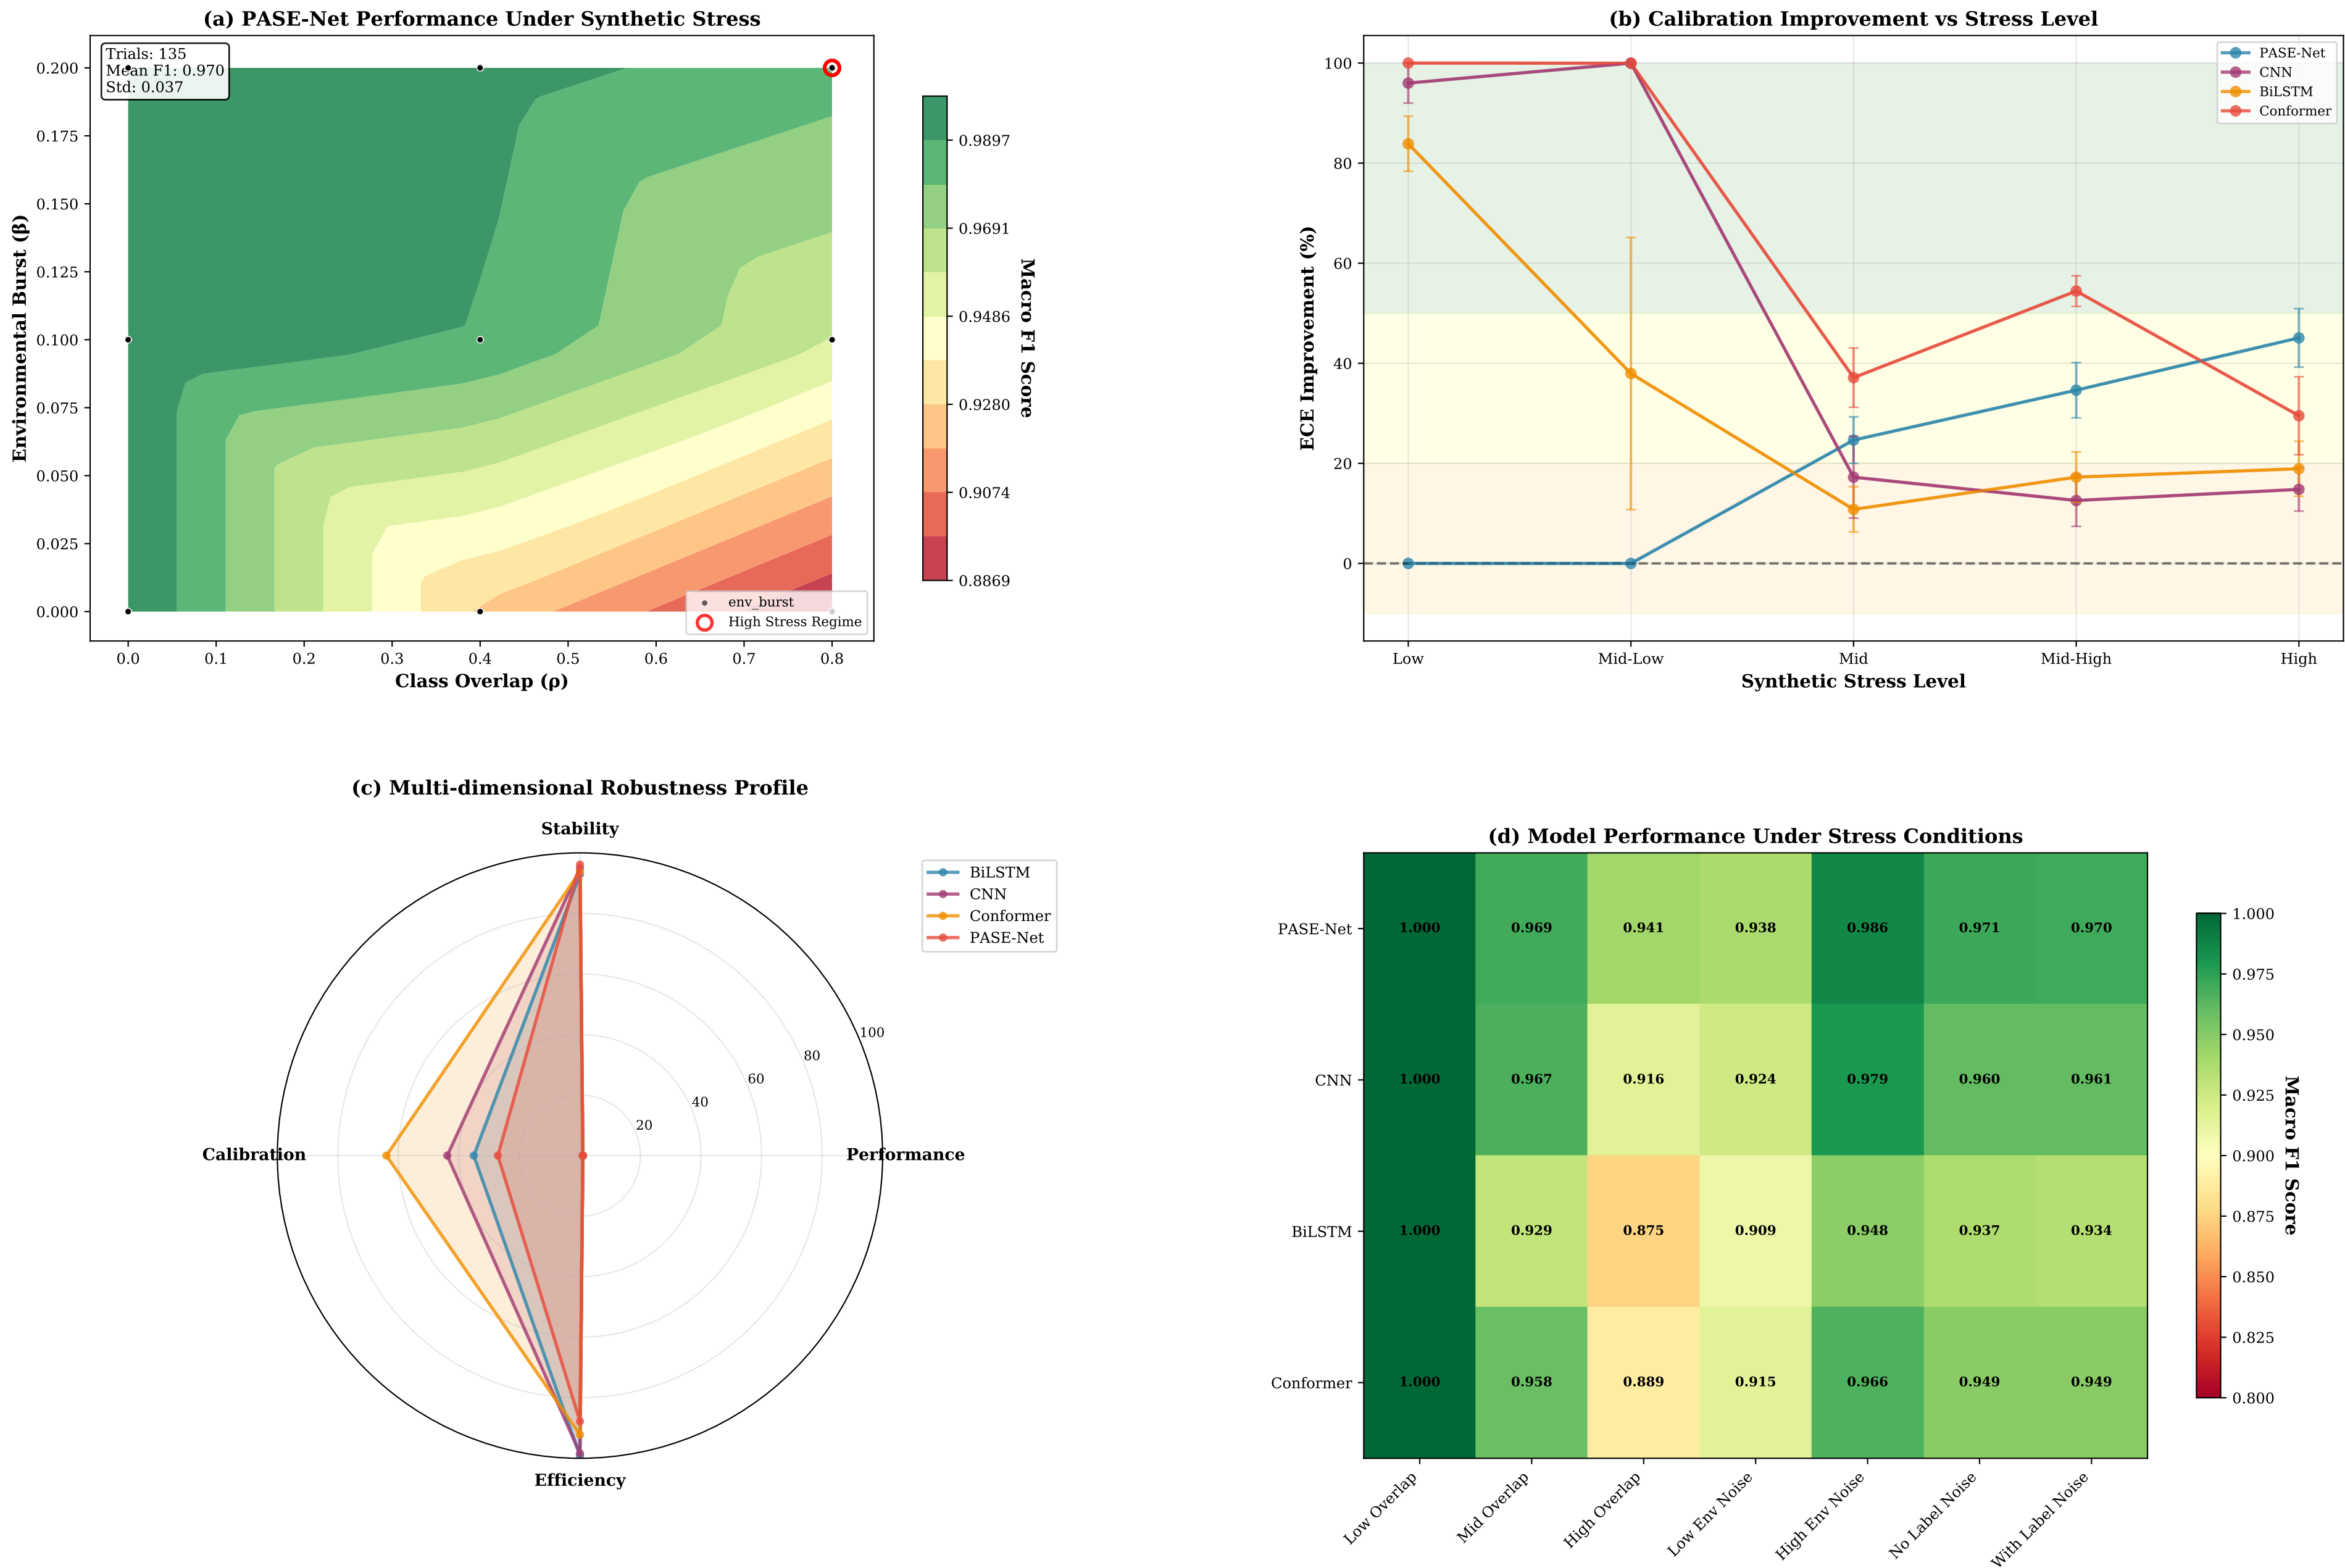 (a) PASE-Net Performance Under Synthetic Stress
Trials: 135
Mean F1: 0.970
Std: 0.037
0.200
0.175
0.150
0.125
0.100
0.075
0.050
0.025
0.000
Environmental Burst (β)
0.0 0.1 0.2 0.3 0.4 0.5 0.6 0.7 0.8
Class Overlap (ρ)
env_burst
High Stress Regime
0.9897
0.9691
0.9486
0.9280
0.9074
0.8869
Macro F1 Score
(b) Calibration Improvement vs Stress Level
100
80
60
40
20
0
ECE Improvement (%)
PASE-Net
CNN
BiLSTM
Conformer
Low Mid-Low Mid Mid-High High
Synthetic Stress Level
(c) Multi-dimensional Robustness Profile
Stability
Calibration
Performance
Efficiency
100
80
60
40
20
BiLSTM
CNN
Conformer
PASE-Net
(d) Model Performance Under Stress Conditions
PASE-Net 1.000 0.969 0.941 0.938 0.986 0.971 0.970
CNN 1.000 0.967 0.916 0.924 0.979 0.960 0.961
BiLSTM 1.000 0.929 0.875 0.909 0.948 0.937 0.934
Conformer 1.000 0.958 0.889 0.915 0.966 0.949 0.949
Low Overlap
Mid Overlap
High Overlap
Low Env Noise
High Env Noise
No Label Noise
With Label Noise
1.000
0.975
0.950
0.925
0.900
0.875
0.850
0.825
0.800
Macro F1 Score